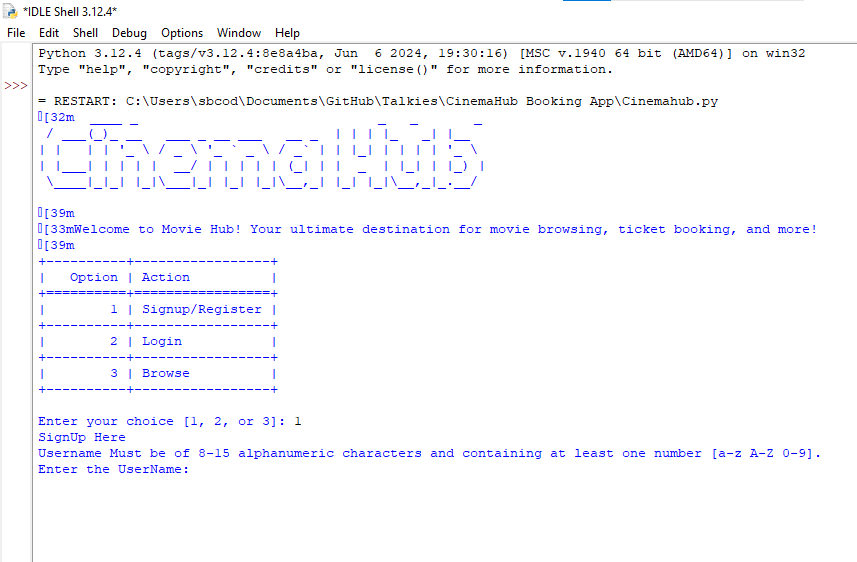 *IDLE Shell 3.12.4*
File Edit Shell Debug Options Window Help
Python 3.12.4 (tags/v3.12.4:8e8a4ba, Jun  6 2024, 19:30:16) [MSC v.1940 64 bit (AMD64)] on win32
Type "help", "copyright", "credits" or "license()" for more information.
>>>
= RESTART: C:\Users\sbcod\Documents\GitHub\Talkies\CinemaHub Booking App\Cinemahub.py
[32m
CinemaHub
[39m
[33mWelcome to Movie Hub! Your ultimate destination for movie browsing, ticket booking, and more!
[39m
+----------+-----------------+
|   Option | Action          |
+==========+=================+
|        1 | Signup/Register |
+----------+-----------------+
|        2 | Login           |
+----------+-----------------+
|        3 | Browse          |
+----------+-----------------+
Enter your choice [1, 2, or 3]: 1
SignUp Here
Username Must be of 8-15 alphanumeric characters and containing at least one number [a-z A-Z 0-9].
Enter the UserName: